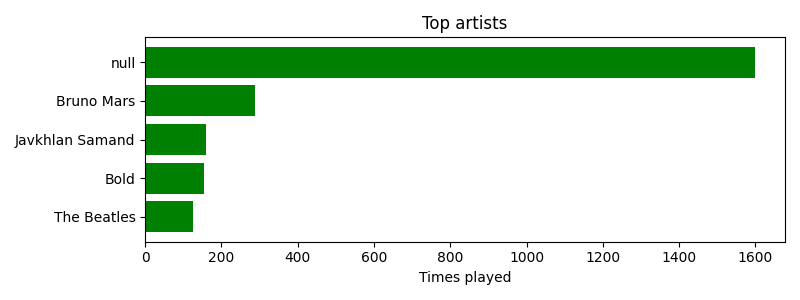 Top artists
null
Bruno Mars
Javkhlan Samand
Bold
The Beatles
0 200 400 600 800 1000 1200 1400 1600
Times played